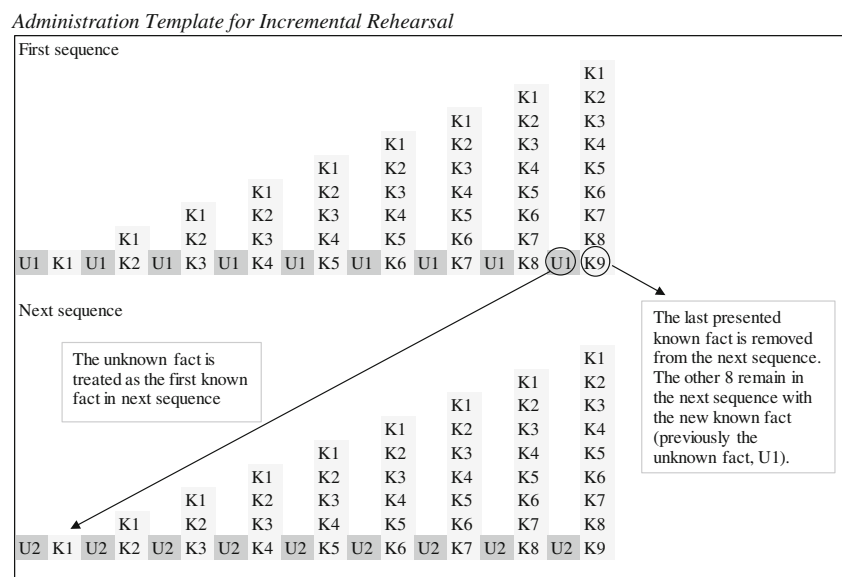 Administration Template for Incremental Rehearsal
First sequence
K1
K1 K2
K1 K2 K3
K1 K2 K3 K4
K1 K2 K3 K4 K5
K1 K2 K3 K4 K5 K6
K1 K2 K3 K4 K5 K6 K7
K1 K2 K3 K4 K5 K6 K7 K8
U1 K1 U1 K2 U1 K3 U1 K4 U1 K5 U1 K6 U1 K7 U1 K8 U1 K9
Next sequence
The unknown fact is
treated as the first known
fact in next sequence
The last presented
known fact is removed
from the next sequence.
The other 8 remain in
the next sequence with
the new known fact
(previously the
unknown fact, U1).
K1
K1 K2
K1 K2 K3
K1 K2 K3 K4
K1 K2 K3 K4 K5
K1 K2 K3 K4 K5 K6
K1 K2 K3 K4 K5 K6 K7
K1 K2 K3 K4 K5 K6 K7 K8
U2 K1 U2 K2 U2 K3 U2 K4 U2 K5 U2 K6 U2 K7 U2 K8 U2 K9